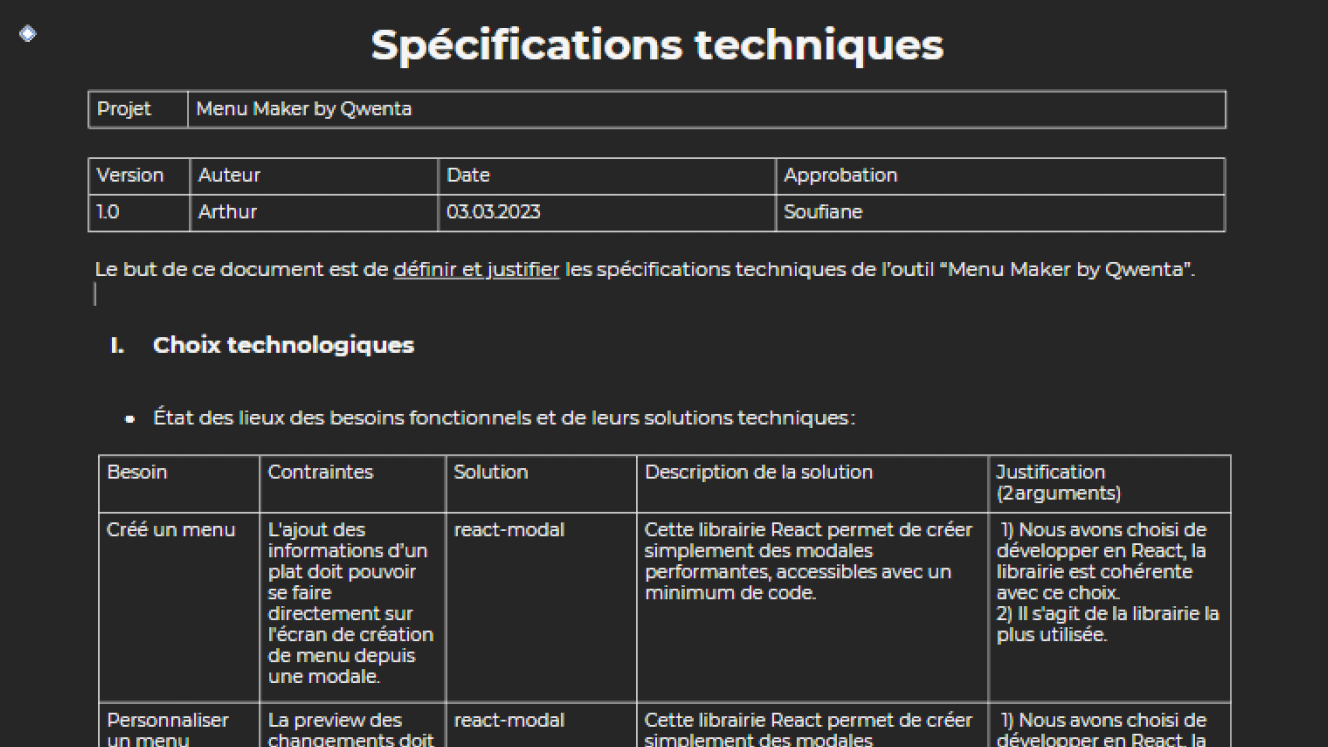 Spécifications techniques
Projet Menu Maker by Qwenta
Version Auteur Date Approbation
1.0 Arthur 03.03.2023 Soufiane
Le but de ce document est de définir et justifier les spécifications techniques de l'outil “Menu Maker by Qwenta”.
I. Choix technologiques
• État des lieux des besoins fonctionnels et de leurs solutions techniques :
Besoin
Contraintes
Solution
Description de la solution
Justification
(2 arguments)
Créé un menu
L'ajout des
informations d'un
plat doit pouvoir
se faire
directement sur
l'écran de création
de menu depuis
une modale.
react-modal
Cette librairie React permet de créer
simplement des modales
performantes, accessibles avec un
minimum de code.
1) Nous avons choisi de
développer en React, la
librairie est cohérente
avec ce choix.
2) Il s'agit de la librairie la
plus utilisée.
Personnaliser
un menu
La preview des
changements doit
react-modal
Cette librairie React permet de créer
simplement des modales
1) Nous avons choisi de
développer en React, la